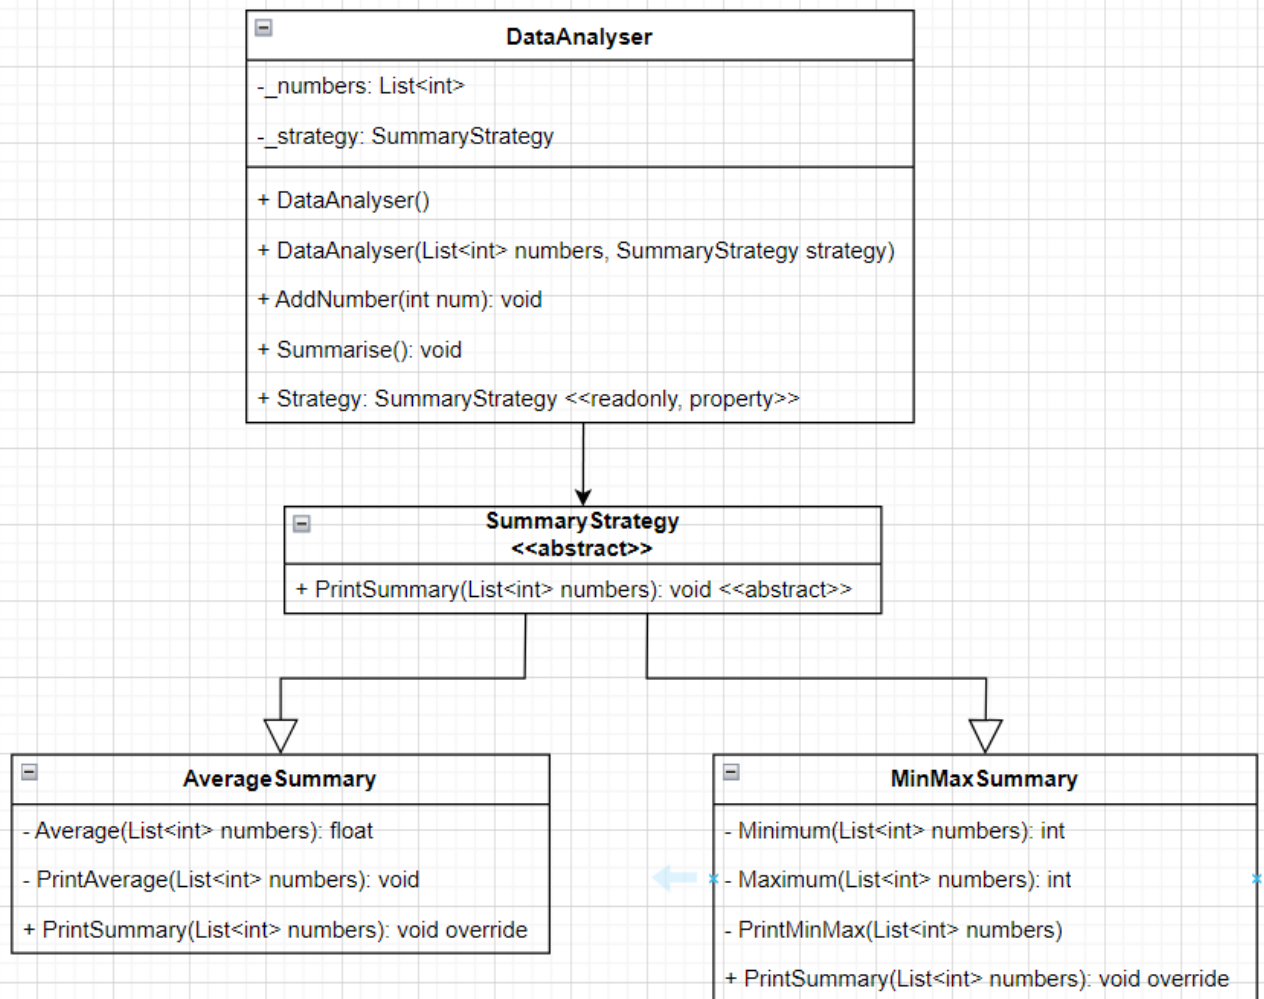 DataAnalyser
-_numbers: List<int>
-_strategy: SummaryStrategy
+ DataAnalyser()
+ DataAnalyser(List<int> numbers, SummaryStrategy strategy)
+ AddNumber(int num): void
+ Summarise(): void
+ Strategy: SummaryStrategy <<readonly, property>>
SummaryStrategy
<<abstract>>
+ PrintSummary(List<int> numbers): void <<abstract>>
AverageSummary
- Average(List<int> numbers): float
- PrintAverage(List<int> numbers): void
+ PrintSummary(List<int> numbers): void override
MinMaxSummary
- Minimum(List<int> numbers): int
- Maximum(List<int> numbers): int
- PrintMinMax(List<int> numbers)
+ PrintSummary(List<int> numbers): void override